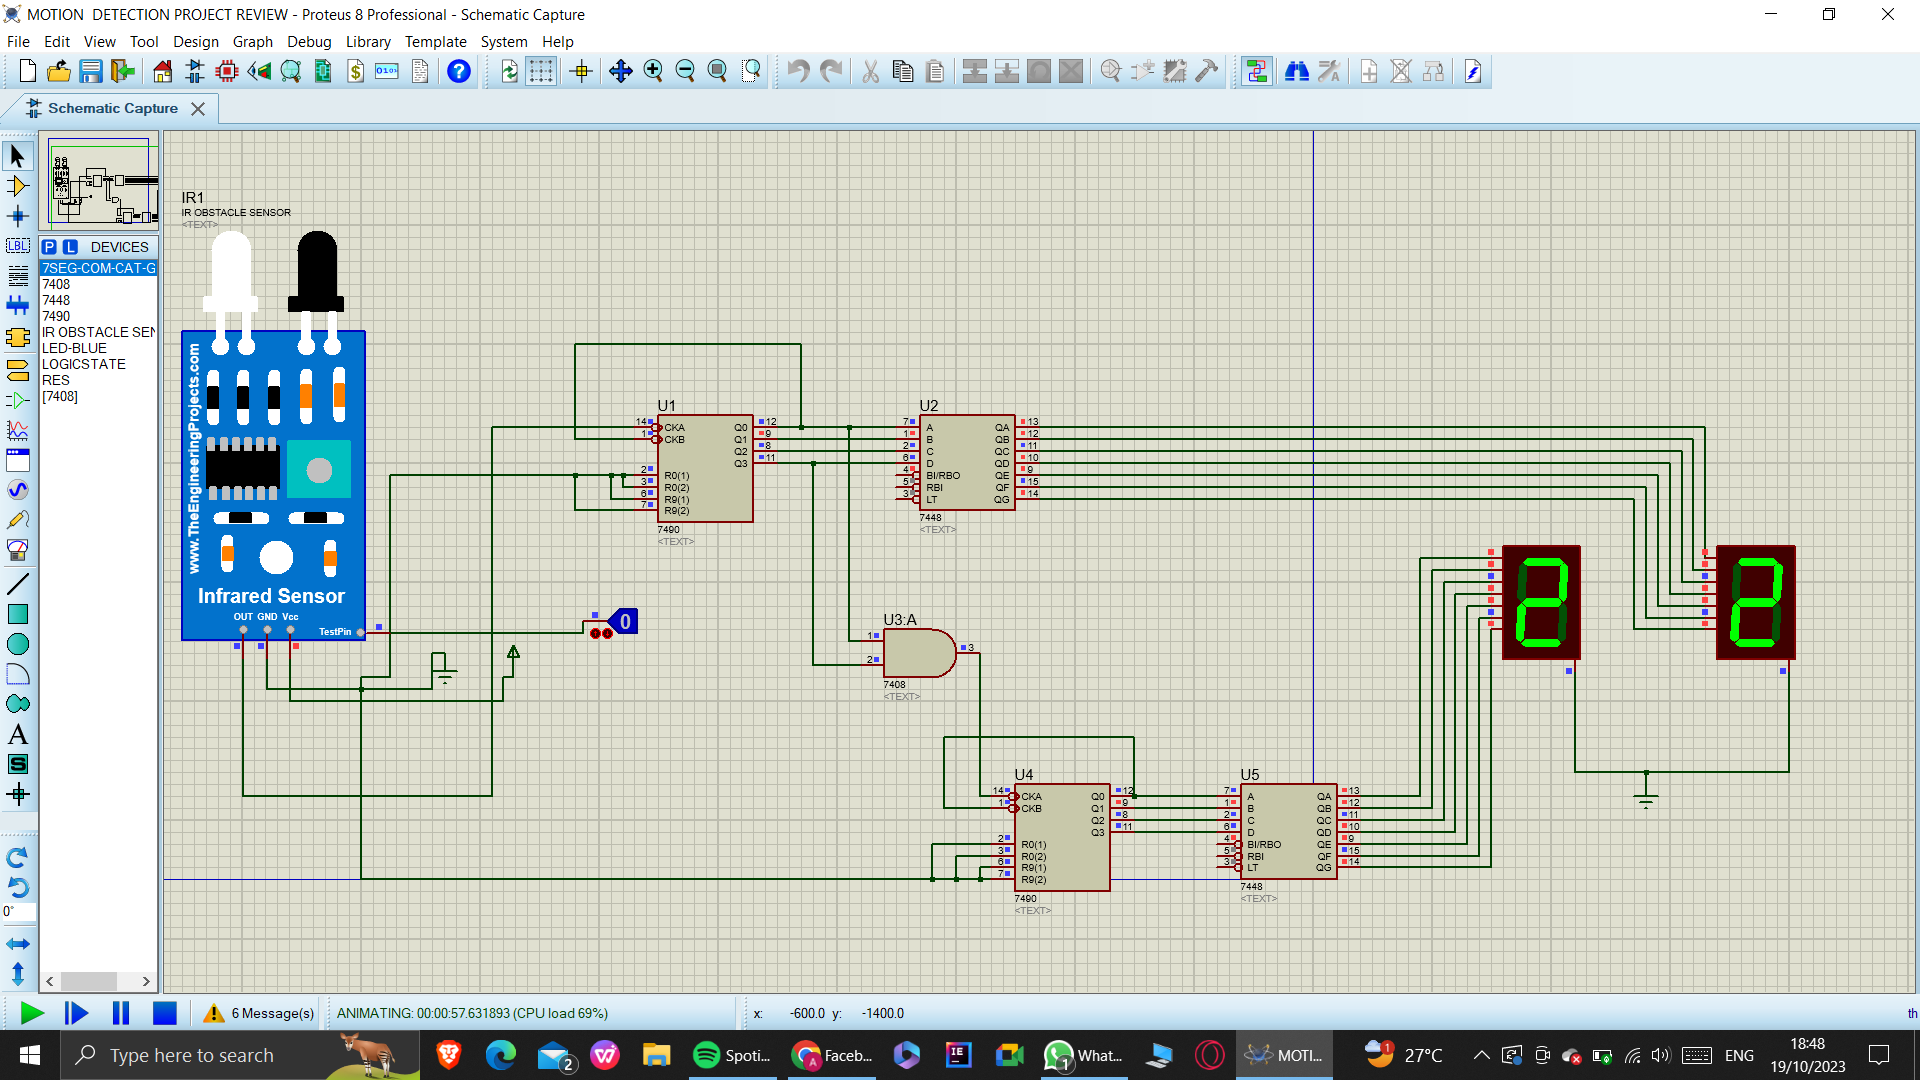 MOTION  DETECTION PROJECT REVIEW - Proteus 8 Professional - Schematic Capture
File Edit View Tool Design Graph Debug Library Template System Help
Schematic Capture
P L DEVICES
7SEG-COM-CAT-G
7408
7448
7490
IR OBSTACLE SEN
LED-BLUE
LOGICSTATE
RES
[7408]
LBL
A
S
0°
IR1
IR OBSTACLE SENSOR
<TEXT>
www.TheEngineeringProjects.com
Infrared Sensor
OUT GND Vcc
TestPin
0
U1
14 CKA Q0 12
1 CKB Q1 9
Q2 8
Q3 11
2 R0(1)
3 R0(2)
6 R9(1)
7 R9(2)
7490
<TEXT>
U2
7 A QA 13
1 B QB 12
2 C QC 11
6 D QD 10
4 BI/RBO QE 9
5 RBI QF 15
3 LT QG 14
7448
<TEXT>
U3:A
1
2
3
7408
<TEXT>
U4
14 CKA Q0 12
1 CKB Q1 9
Q2 8
Q3 11
2 R0(1)
3 R0(2)
6 R9(1)
7 R9(2)
7490
<TEXT>
U5
7 A QA 13
1 B QB 12
2 C QC 11
6 D QD 10
4 BI/RBO QE 9
5 RBI QF 15
3 LT QG 14
7448
<TEXT>
2 2
6 Message(s) ANIMATING: 00:00:57.631893 (CPU load 69%) x: -600.0 y: -1400.0 th
Type here to search 2 Spoti... Faceb... IE 1 What... MOTI... 1 27°C ENG
18:48
19/10/2023